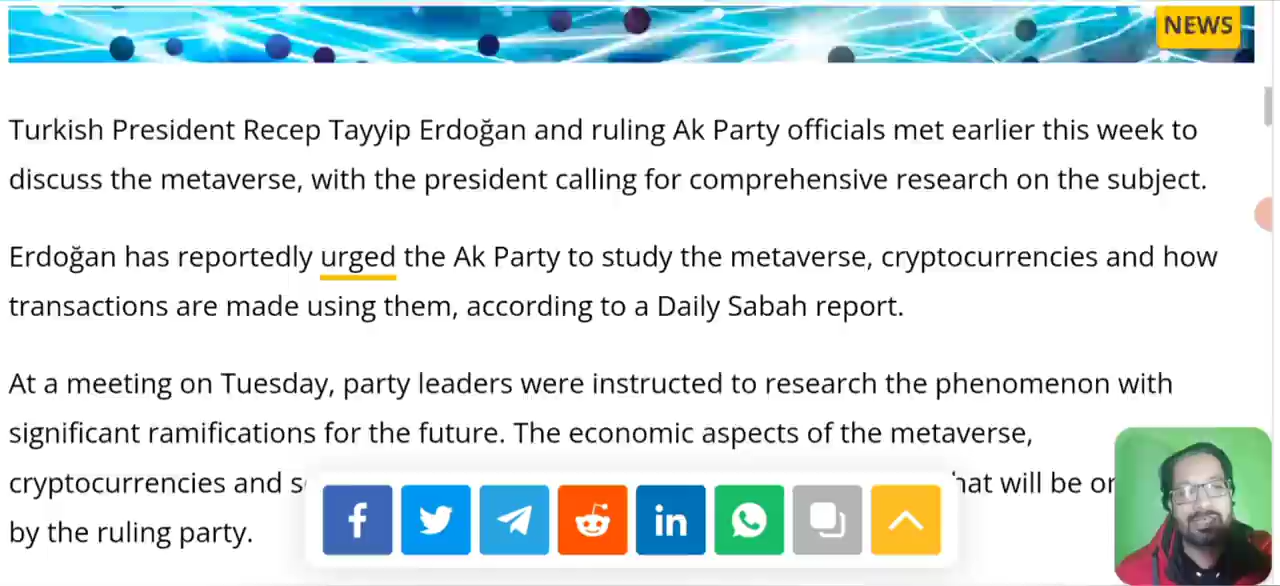 NEWS
Turkish President Recep Tayyip Erdoğan and ruling Ak Party officials met earlier this week to
discuss the metaverse, with the president calling for comprehensive research on the subject.
Erdoğan has reportedly urged the Ak Party to study the metaverse, cryptocurrencies and how
transactions are made using them, according to a Daily Sabah report.
At a meeting on Tuesday, party leaders were instructed to research the phenomenon with
significant ramifications for the future. The economic aspects of the metaverse,
cryptocurrencies and will be
by the ruling party.
in